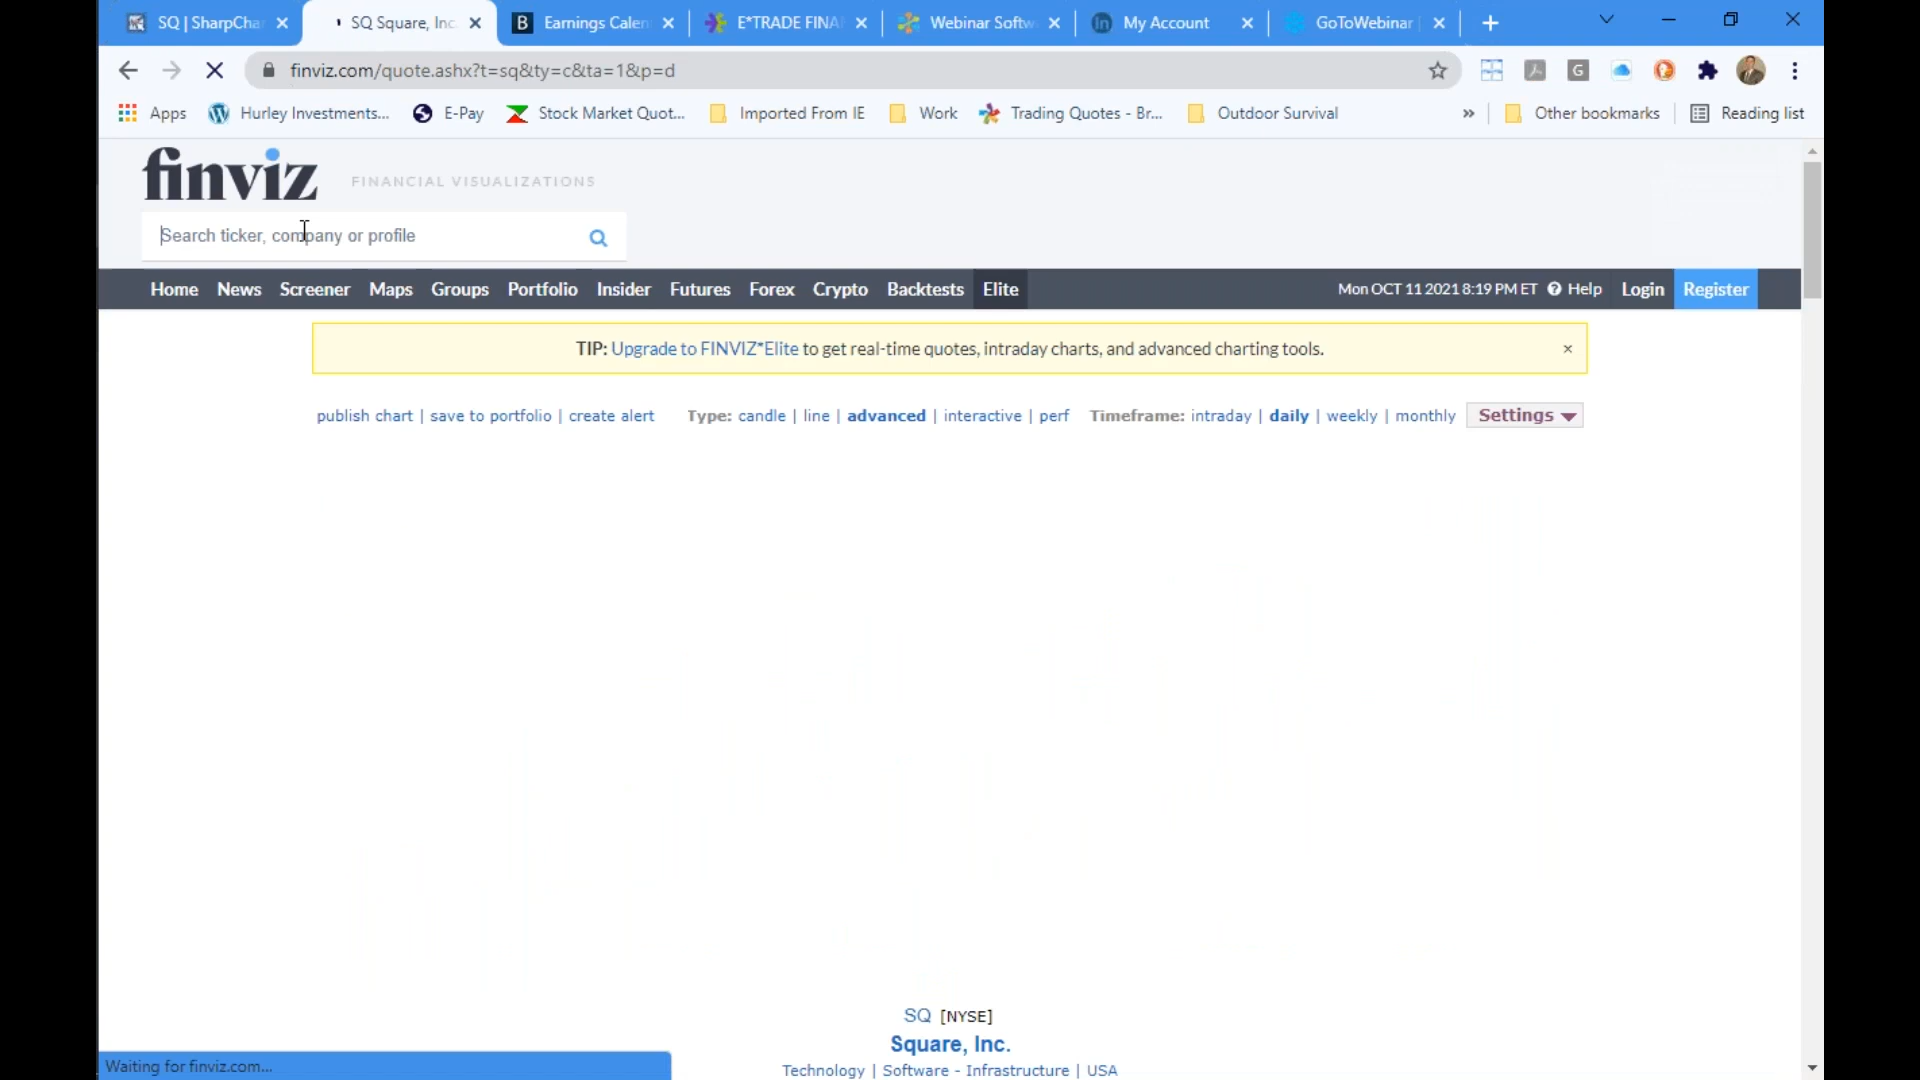 SQ | SharpCha
SQ Square, Inc.
Earnings Calen
E*TRADE FINA
Webinar Softw
My Account
GoToWebinar
finviz.com/quote.ashx?t=sq&ty=c&ta=1&p=d
Apps
Hurley Investments...
E-Pay
Stock Market Quot...
Imported From IE
Work
Trading Quotes - Br...
Outdoor Survival
»
Other bookmarks
Reading list
finviz FINANCIAL VISUALIZATIONS
Search ticker, company or profile
Home News Screener Maps Groups Portfolio Insider Futures Forex Crypto Backtests Elite Mon OCT 11 2021 8:19 PM ET Help Login Register
TIP: Upgrade to FINVIZ*Elite to get real-time quotes, intraday charts, and advanced charting tools. ×
publish chart | save to portfolio | create alert Type: candle | line | advanced | interactive | perf Timeframe: intraday | daily | weekly | monthly Settings
SQ [NYSE]
Square, Inc.
Technology | Software - Infrastructure | USA
Waiting for finviz.com...